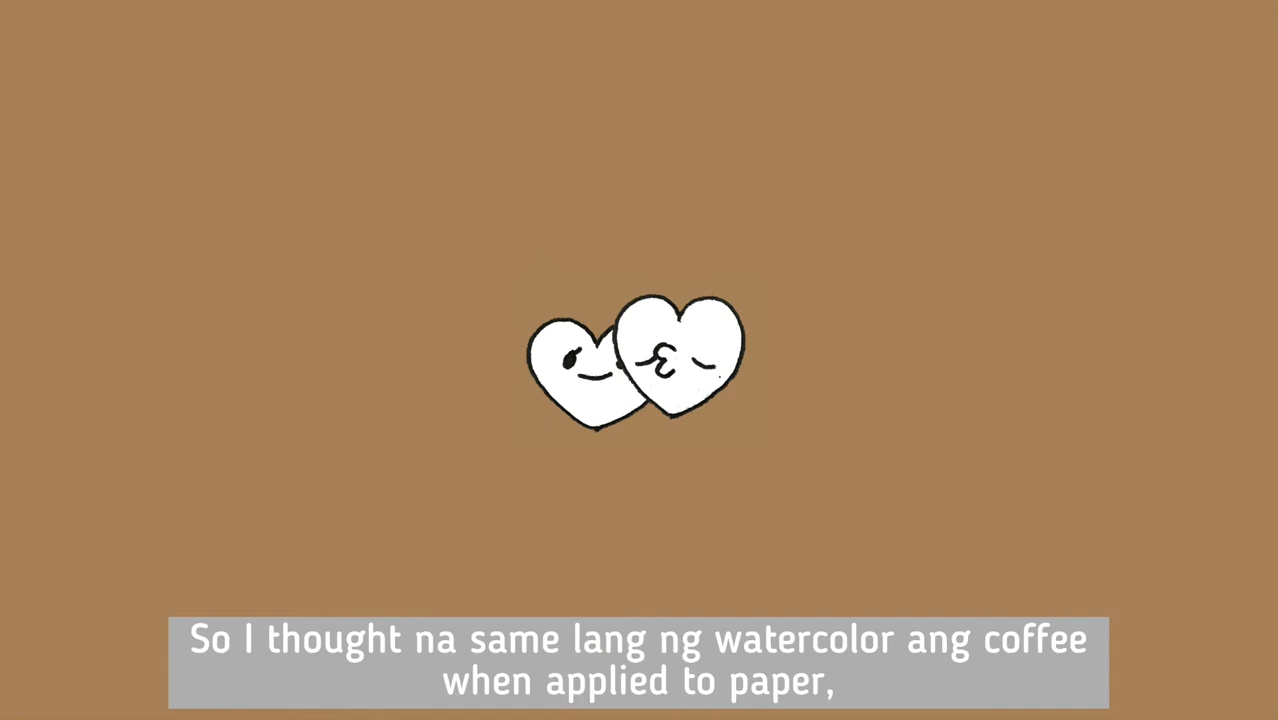 So I thought na same lang ng watercolor ang coffee
when applied to paper,